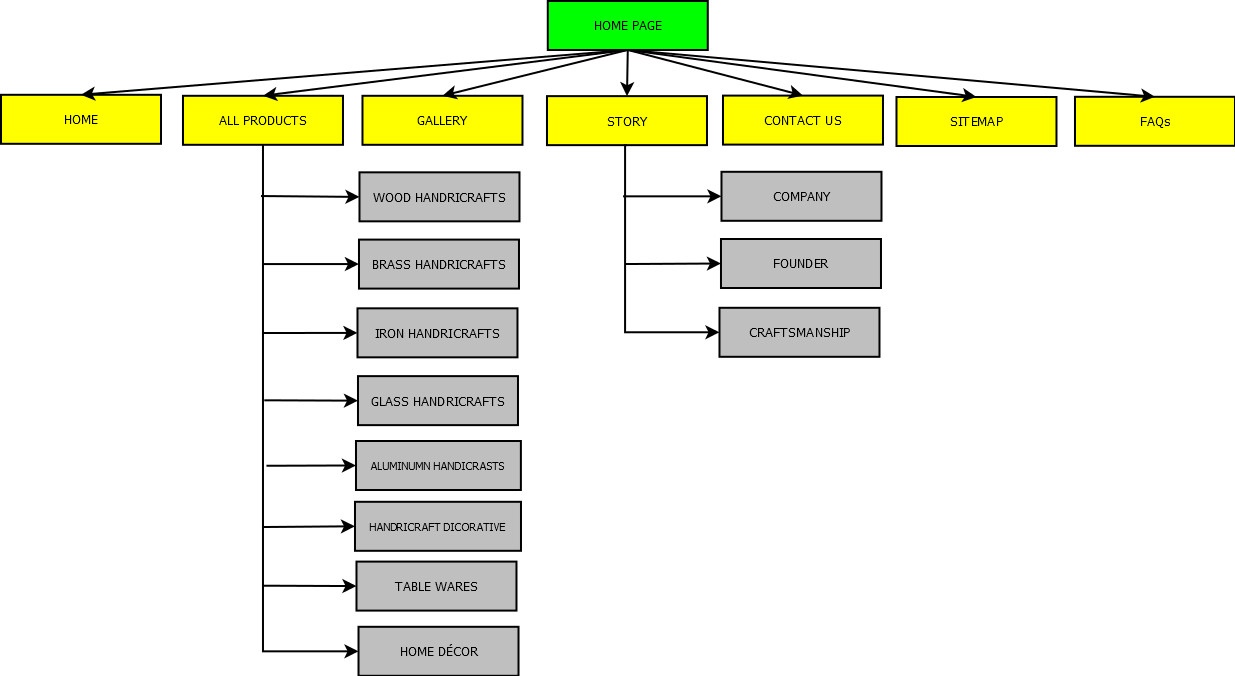 HOME PAGE
HOME
ALL PRODUCTS
GALLERY
STORY
CONTACT US
SITEMAP
FAQs
WOOD HANDRICRAFTS
BRASS HANDRICRAFTS
IRON HANDRICRAFTS
GLASS HANDRICRAFTS
ALUMINUMN HANDICRASTS
HANDRICRAFT DICORATIVE
TABLE WARES
HOME DÉCOR
COMPANY
FOUNDER
CRAFTSMANSHIP